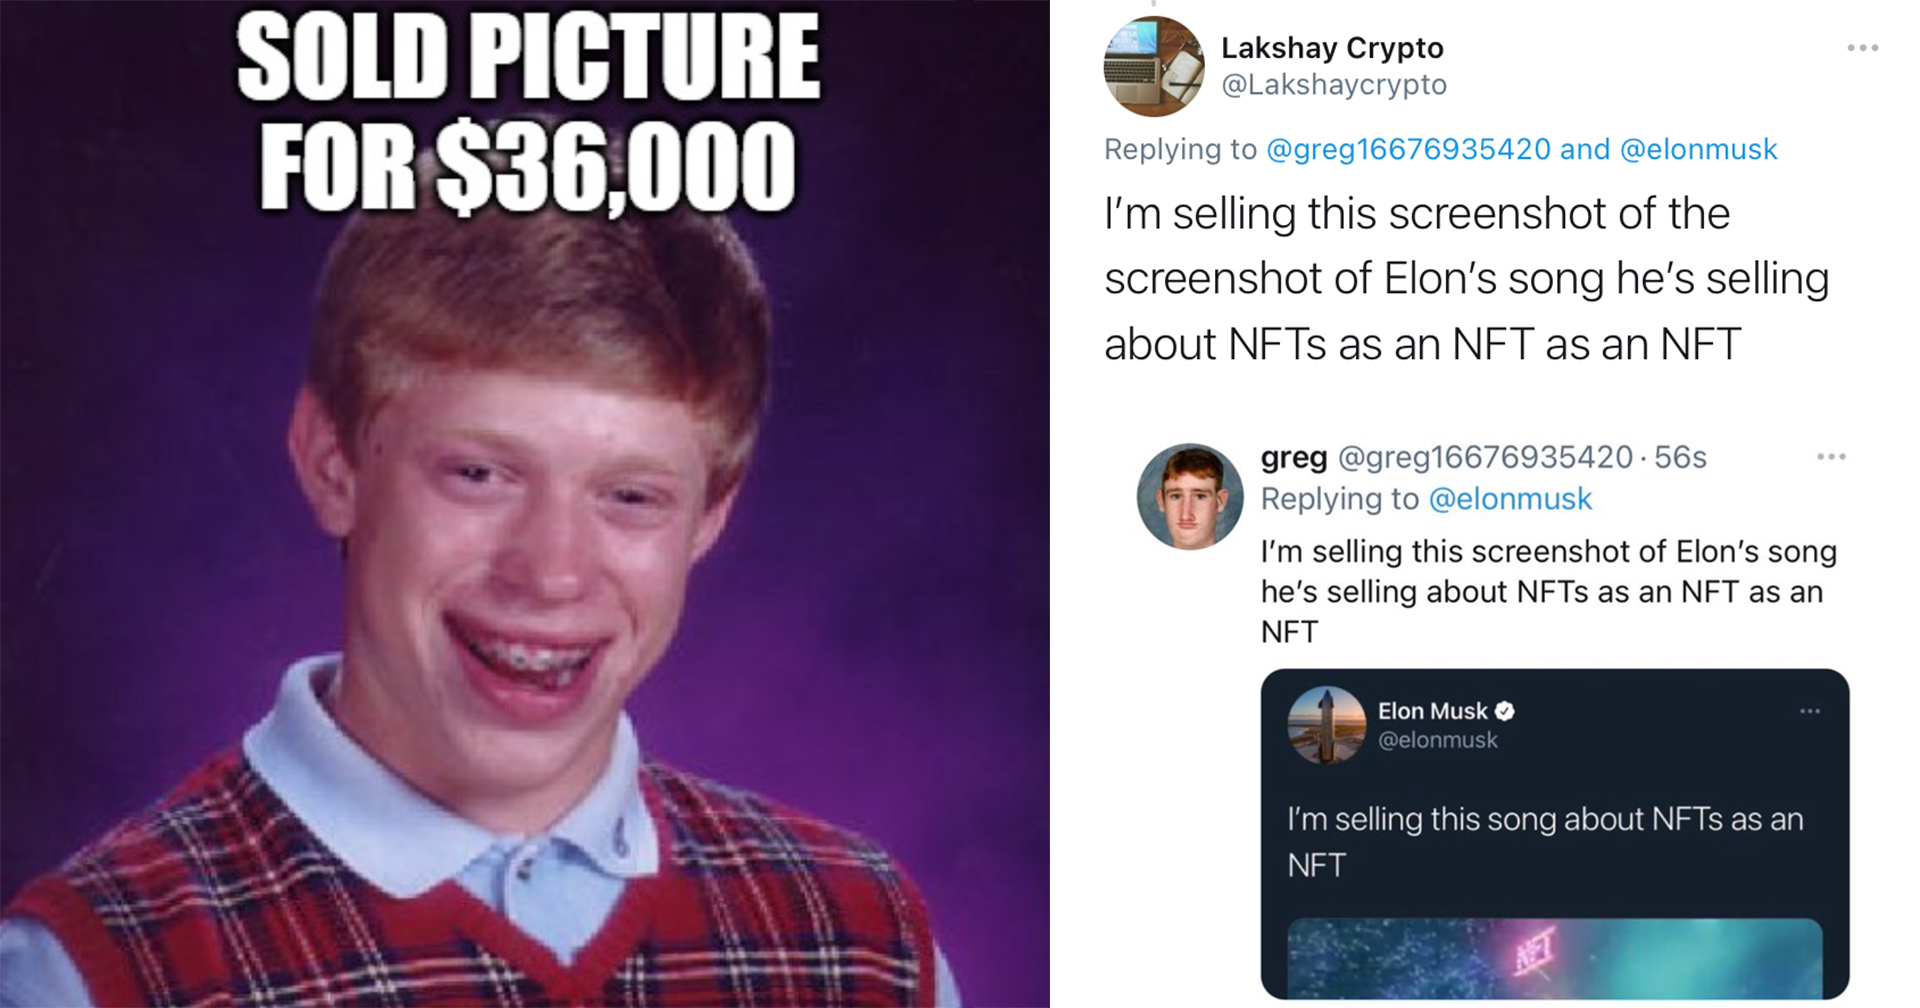 SOLD PICTURE
FOR $36,000
Lakshay Crypto
@Lakshaycrypto
Replying to @greg16676935420 and @elonmusk
I'm selling this screenshot of the
screenshot of Elon's song he's selling
about NFTs as an NFT as an NFT
greg @greg16676935420 · 56s
Replying to @elonmusk
I'm selling this screenshot of Elon's song
he's selling about NFTs as an NFT as an
NFT
Elon Musk
@elonmusk
I'm selling this song about NFTs as an
NFT
NFT